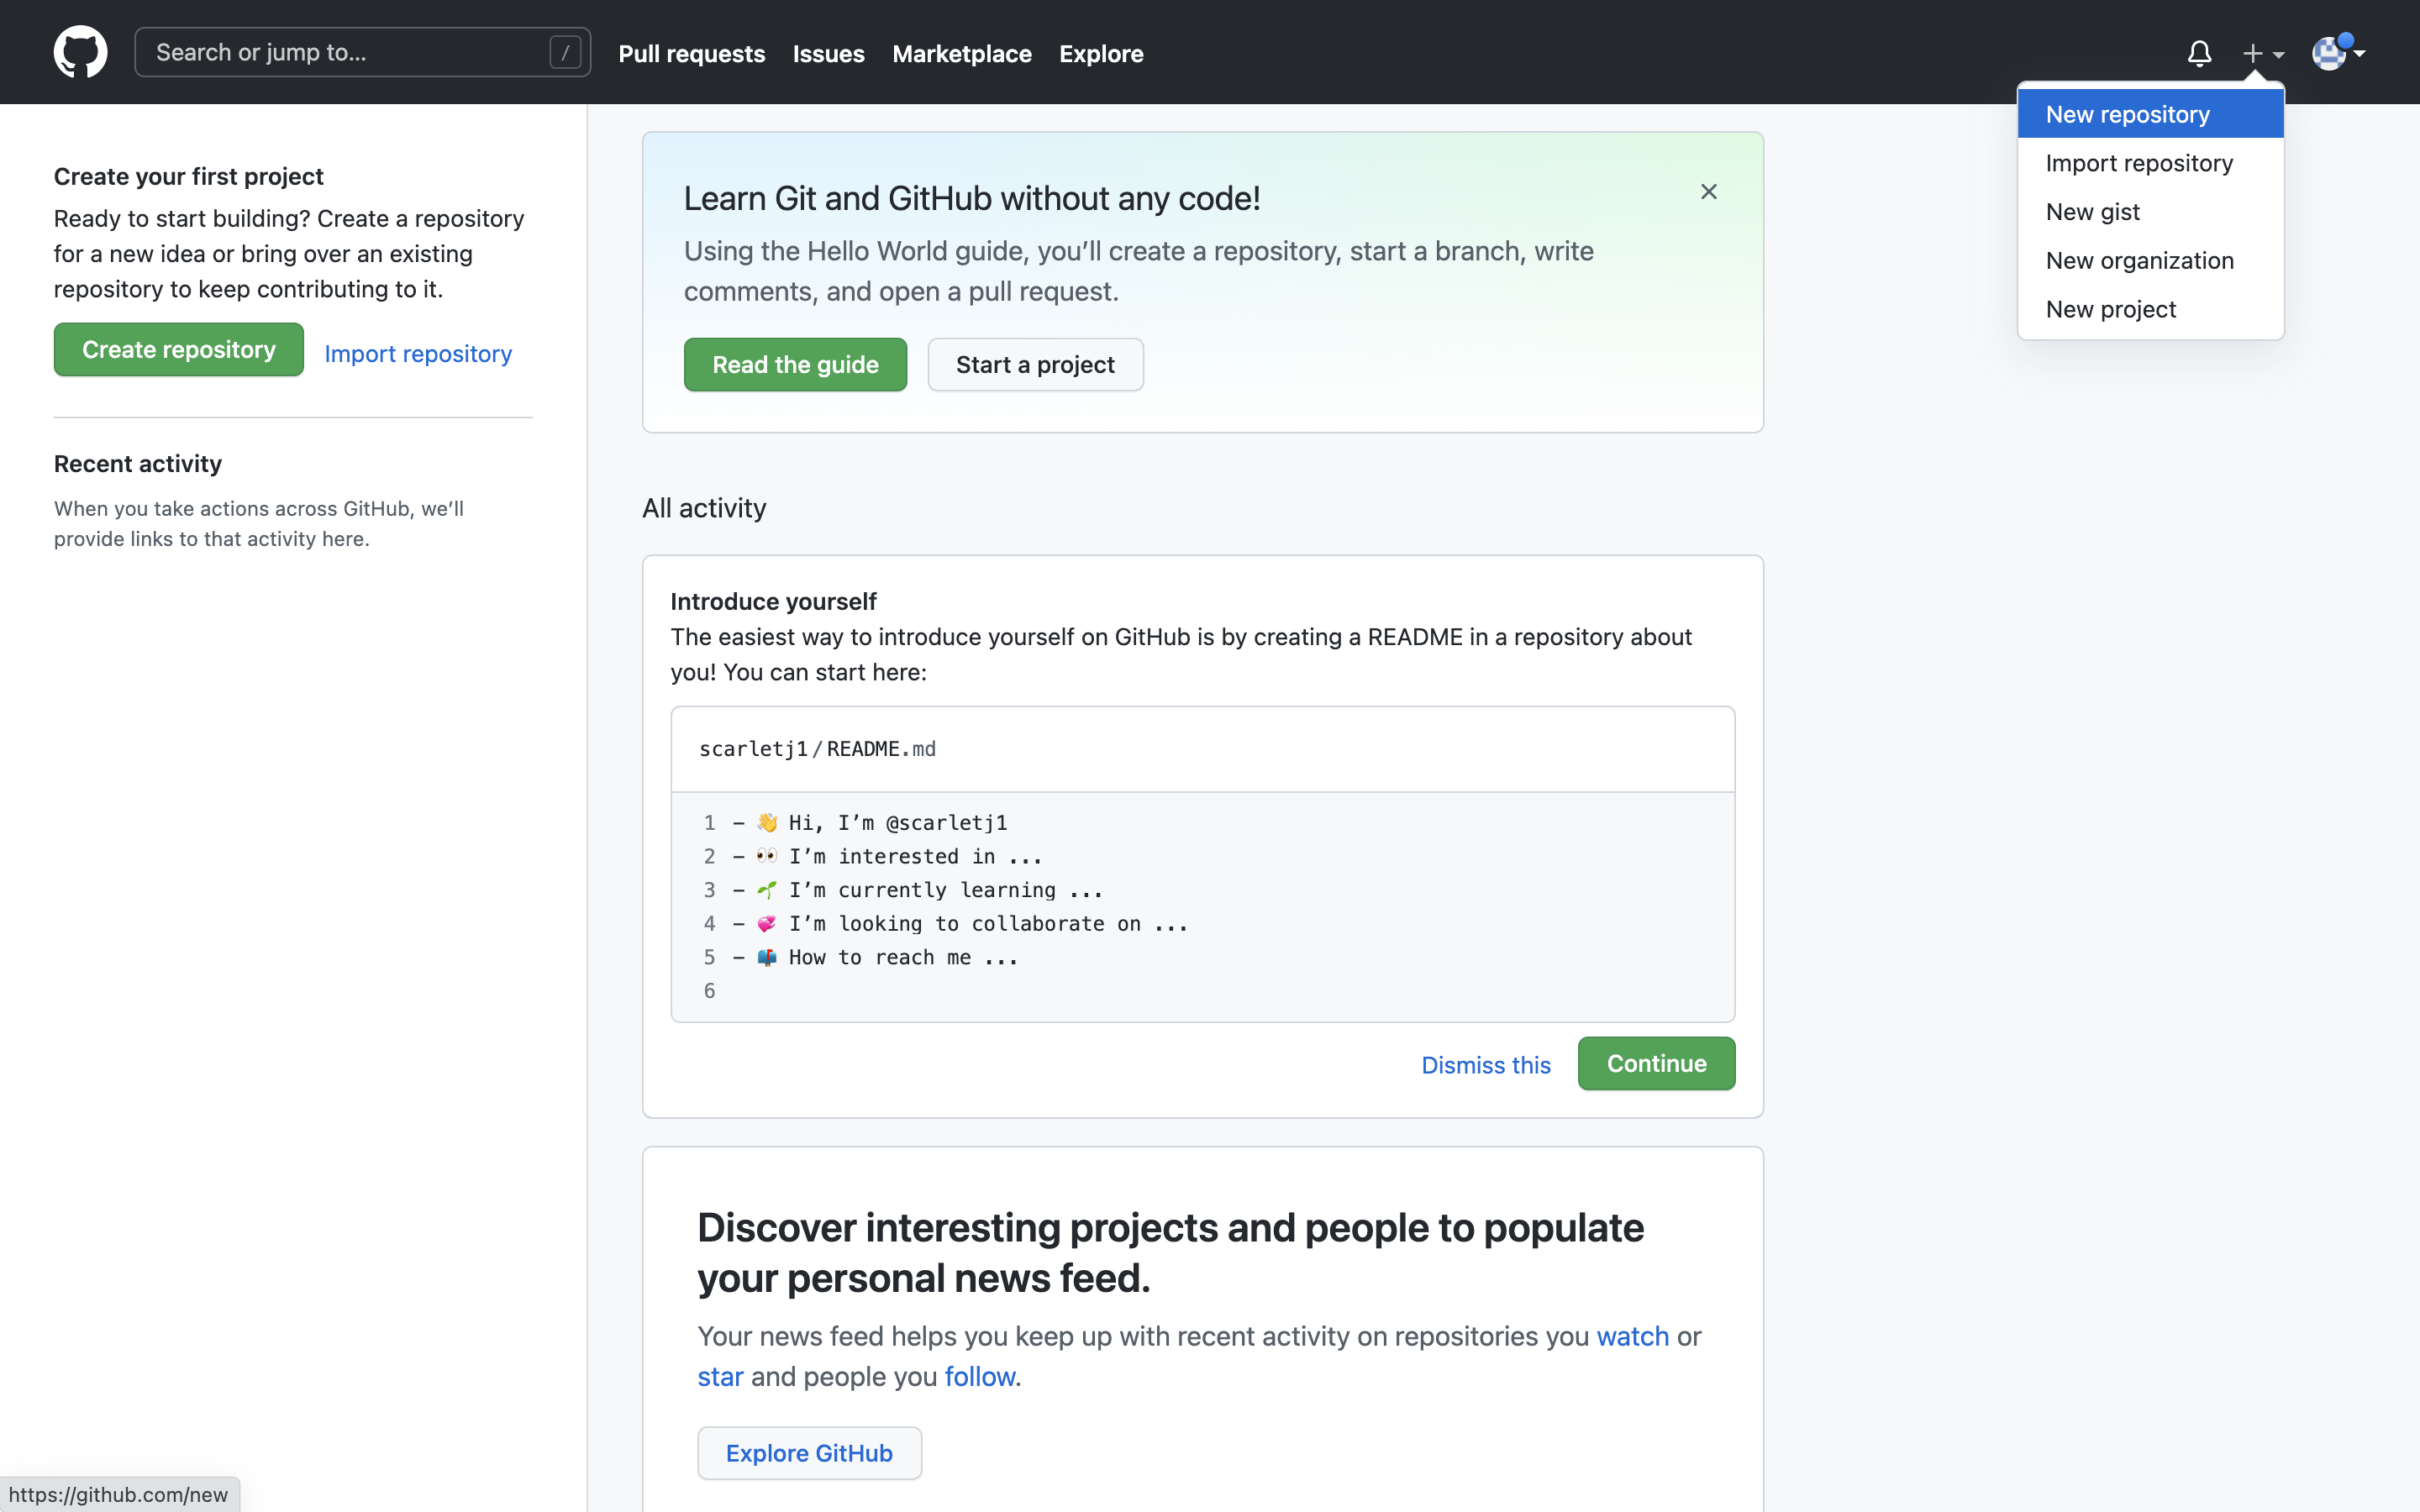 Search or jump to... /
Pull requests Issues Marketplace Explore
New repository
Import repository
New gist
New organization
New project
Create your first project
Ready to start building? Create a repository
for a new idea or bring over an existing
repository to keep contributing to it.
Create repository Import repository
Recent activity
When you take actions across GitHub, we’ll
provide links to that activity here.
Learn Git and GitHub without any code!
Using the Hello World guide, you’ll create a repository, start a branch, write
comments, and open a pull request.
Read the guide Start a project
All activity
Introduce yourself
The easiest way to introduce yourself on GitHub is by creating a README in a repository about
you! You can start here:
scarletj1/README.md
1 - 👋 Hi, I’m @scarletj1
2 - 👀 I’m interested in ...
3 - 🌱 I’m currently learning ...
4 - 💞️ I’m looking to collaborate on ...
5 - 📫 How to reach me ...
6
Dismiss this Continue
Discover interesting projects and people to populate
your personal news feed.
Your news feed helps you keep up with recent activity on repositories you watch or
star and people you follow.
Explore GitHub
https://github.com/new